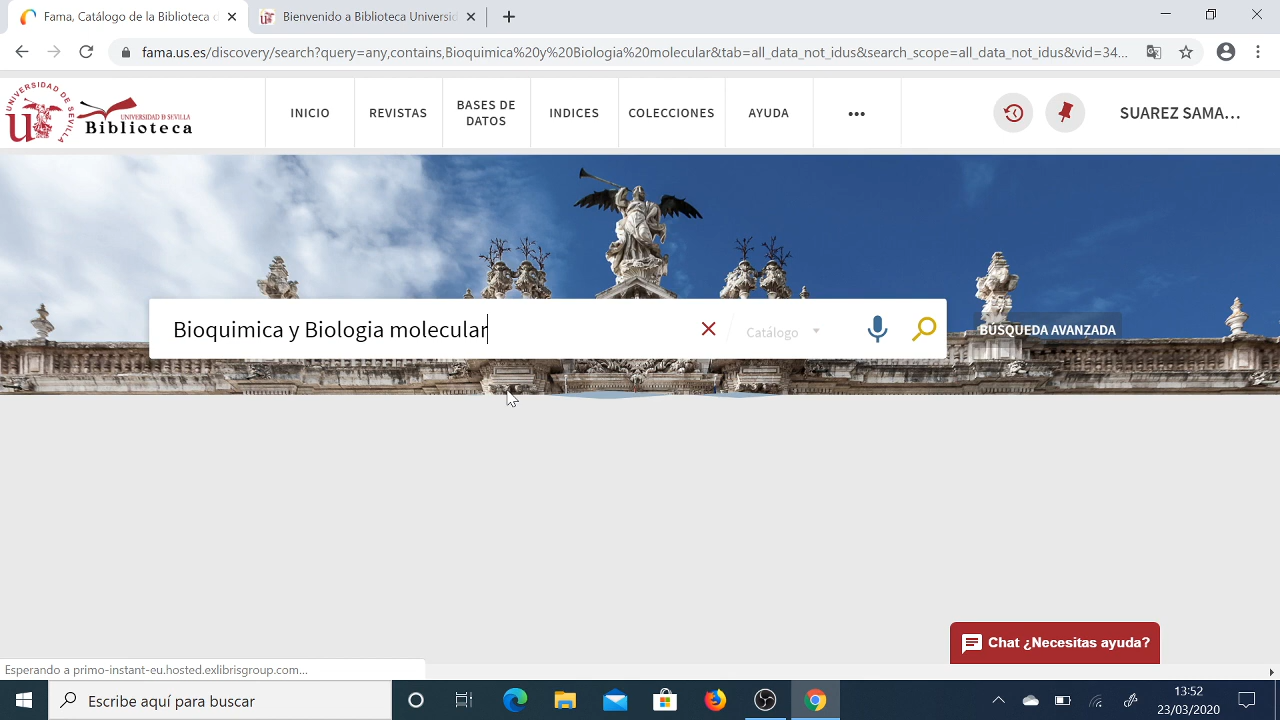 Fama, Catálogo de la Biblioteca d
Bienvenido a Biblioteca Universid
fama.us.es/discovery/search?query=any,contains,Bioquimica%20y%20Biologia%20molecular&tab=all_data_not_idus&search_scope=all_data_not_idus&vid=34...
UNIVERSIDAD DE SEVILLA
UNIVERSIDAD D SEVILLA
Biblioteca
INICIO
REVISTAS
BASES DE
DATOS
INDICES
COLECCIONES
AYUDA
SUAREZ SAMA...
Bioquimica y Biologia molecular
Catálogo
BUSQUEDA AVANZADA
Chat ¿Necesitas ayuda?
Esperando a primo-instant-eu.hosted.exlibrisgroup.com...
Escribe aquí para buscar
13:52
23/03/2020